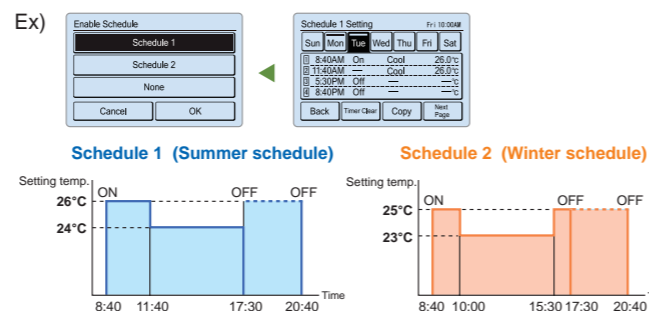 Ex)
Enable Schedule
Schedule 1
Schedule 2
None
Cancel OK
Schedule 1 Setting Fri 10:00AM
Sun Mon Tue Wed Thu Fri Sat
1 8:40AM On Cool 26.0°C
2 11:40AM — Cool 26.0°C
3 5:30PM Off — —°C
4 8:40PM Off — —°C
Back Timer Clear Copy Next Page
Schedule 1 (Summer schedule)
Setting temp.
ON OFF OFF
26°C
24°C
Time
8:40 11:40 17:30 20:40
Schedule 2 (Winter schedule)
Setting temp.
ON OFF OFF
25°C
23°C
8:40 10:00 15:30 17:30 20:40